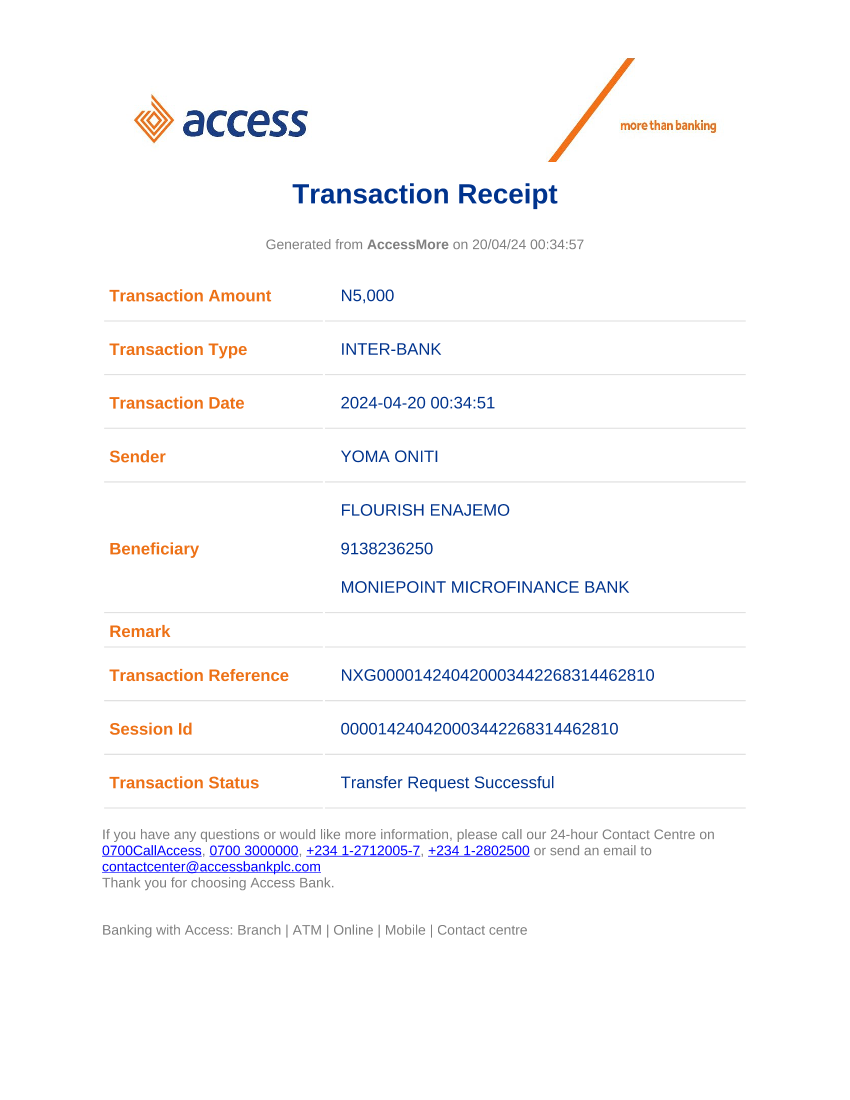 access
more than banking
Transaction Receipt
Generated from AccessMore on 20/04/24 00:34:57
Transaction Amount N5,000
Transaction Type INTER-BANK
Transaction Date 2024-04-20 00:34:51
Sender YOMA ONITI
FLOURISH ENAJEMO
Beneficiary 9138236250
MONIEPOINT MICROFINANCE BANK
Remark
Transaction Reference NXG000014240420003442268314462810
Session Id 000014240420003442268314462810
Transaction Status Transfer Request Successful
If you have any questions or would like more information, please call our 24-hour Contact Centre on
0700CallAccess, 0700 3000000, +234 1-2712005-7, +234 1-2802500 or send an email to
contactcenter@accessbankplc.com
Thank you for choosing Access Bank.
Banking with Access: Branch | ATM | Online | Mobile | Contact centre